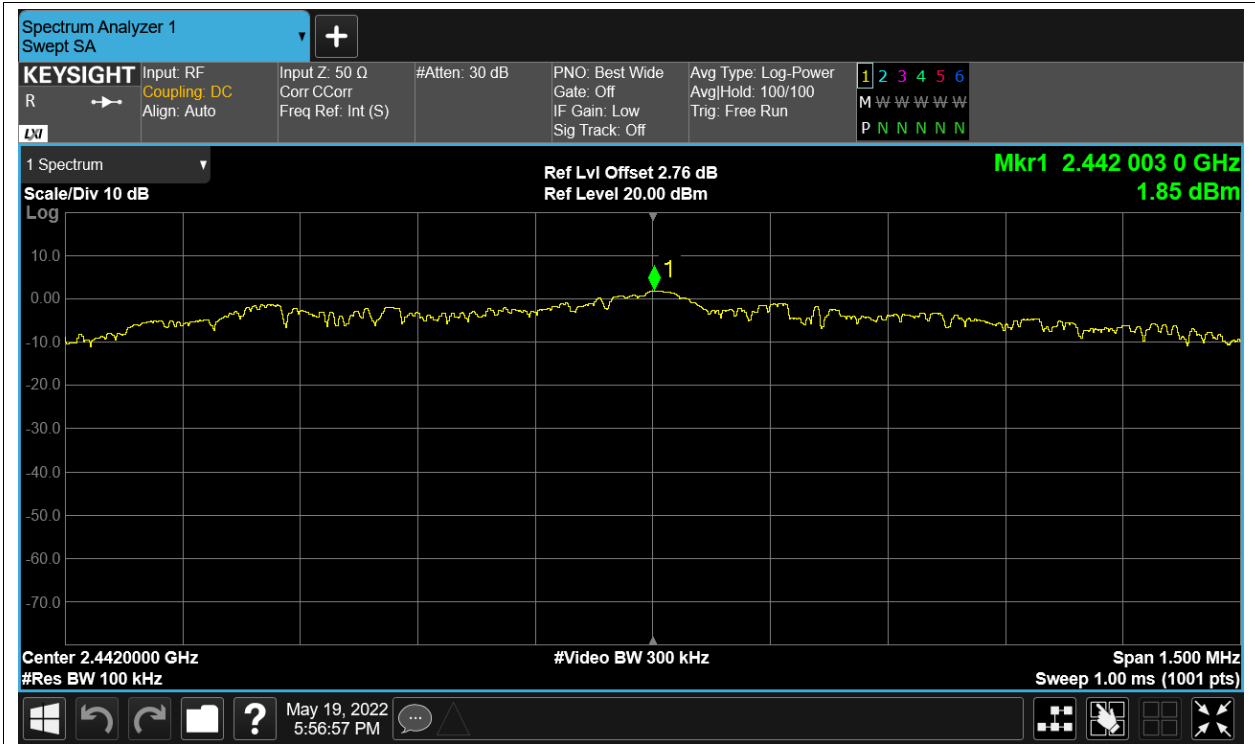 Spectrum Analyzer 1
Swept SA
KEYSIGHT
R
LXI
Input: RF
Coupling: DC
Align: Auto
Input Z: 50 Ω
Corr CCorr
Freq Ref: Int (S)
#Atten: 30 dB
PNO: Best Wide
Gate: Off
IF Gain: Low
Sig Track: Off
Avg Type: Log-Power
Avg|Hold: 100/100
Trig: Free Run
1 2 3 4 5 6
M W W W W W
P N N N N N
1 Spectrum
Scale/Div 10 dB
Log
Ref Lvl Offset 2.76 dB
Ref Level 20.00 dBm
Mkr1 2.442 003 0 GHz
1.85 dBm
1
10.0
0.00
-10.0
-20.0
-30.0
-40.0
-50.0
-60.0
-70.0
Center 2.4420000 GHz
#Res BW 100 kHz
#Video BW 300 kHz
Span 1.500 MHz
Sweep 1.00 ms (1001 pts)
?
May 19, 2022
5:56:57 PM